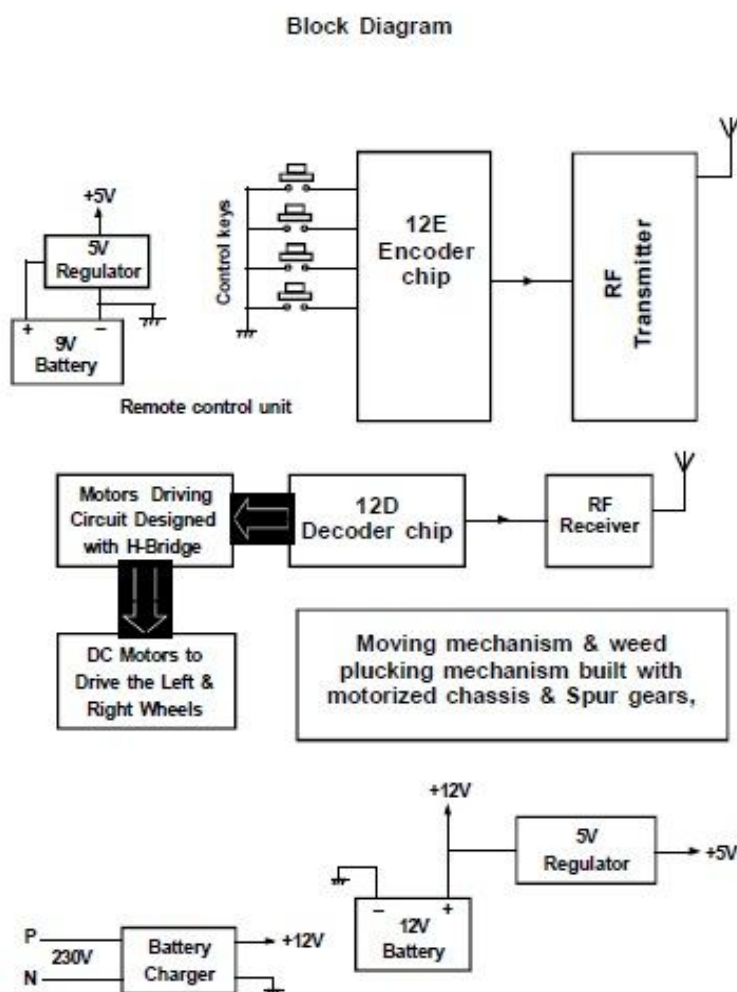 Block Diagram
+5V
5V
Regulator
+ –
9V
Battery
Control keys
12E
Encoder
chip
RF
Transmitter
Remote control unit
Motors Driving
Circuit Designed
with H-Bridge
12D
Decoder chip
RF
Receiver
DC Motors to
Drive the Left &
Right Wheels
Moving mechanism & weed
plucking mechanism built with
motorized chassis & Spur gears,
+12V
5V
Regulator
+5V
– +
12V
Battery
P
230V
N
Battery
Charger
+12V